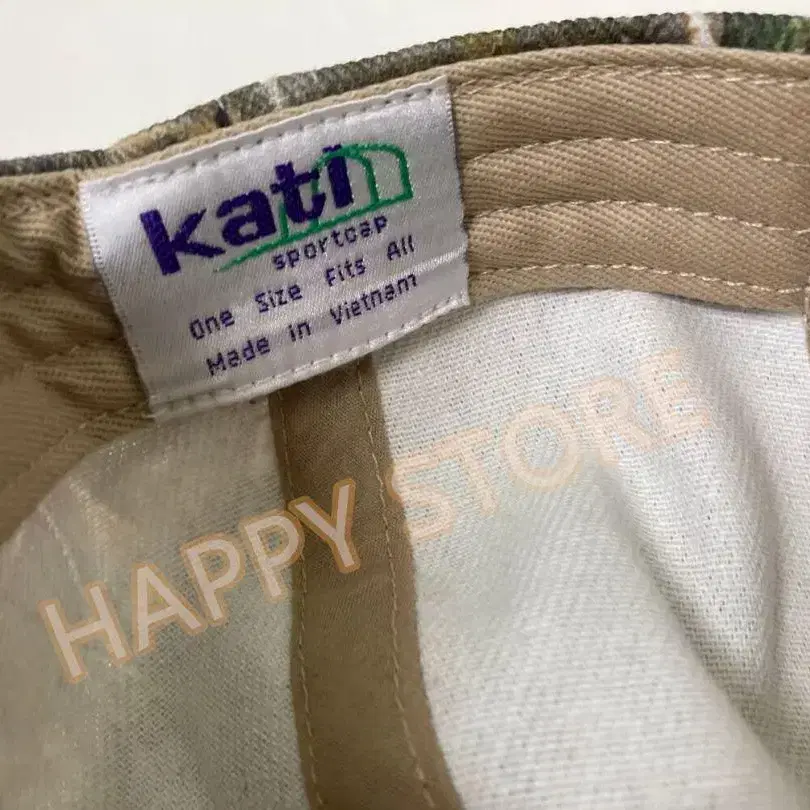 kati
sportcap
One Size Fits All
Made in Vietnam
HAPPY STORE